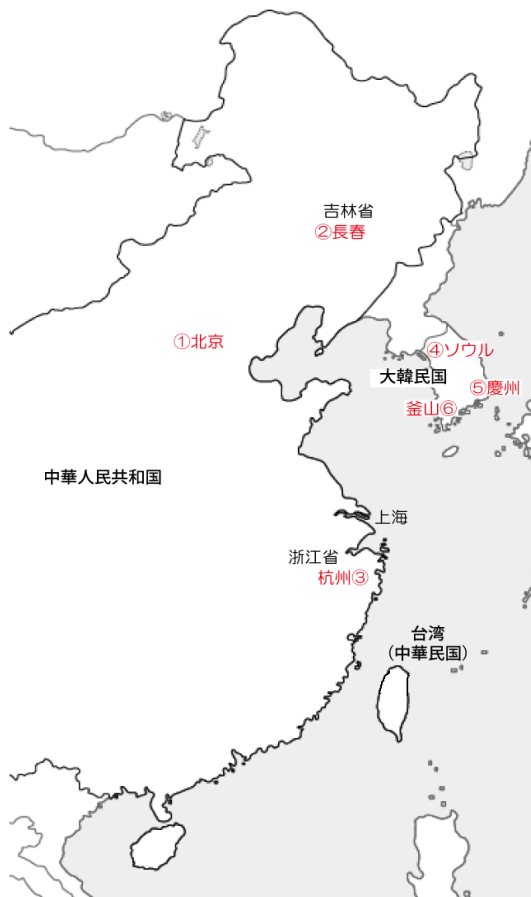 吉林省
②長春
①北京
④ソウル
大韓民国
⑤慶州
釜山⑥
中華人民共和国
上海
浙江省
杭州③
台湾
（中華民国）